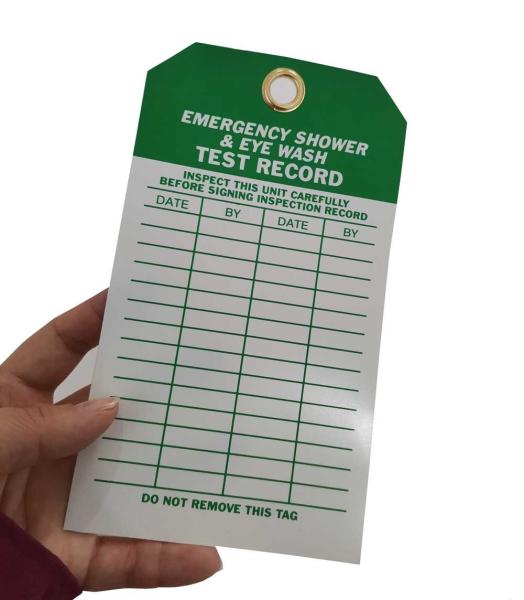 EMERGENCY SHOWER
& EYE WASH
TEST RECORD
INSPECT THIS UNIT CAREFULLY
BEFORE SIGNING INSPECTION RECORD
DATE BY DATE BY
DO NOT REMOVE THIS TAG